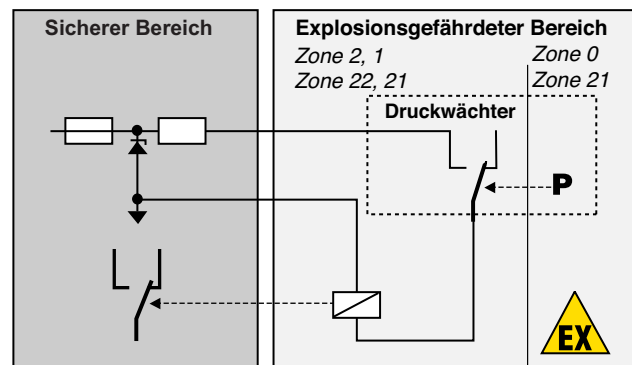 Sicherer Bereich
Explosionsgefährdeter Bereich
Zone 2, 1
Zone 22, 21
Zone 0
Zone 21
Druckwächter
P
EX